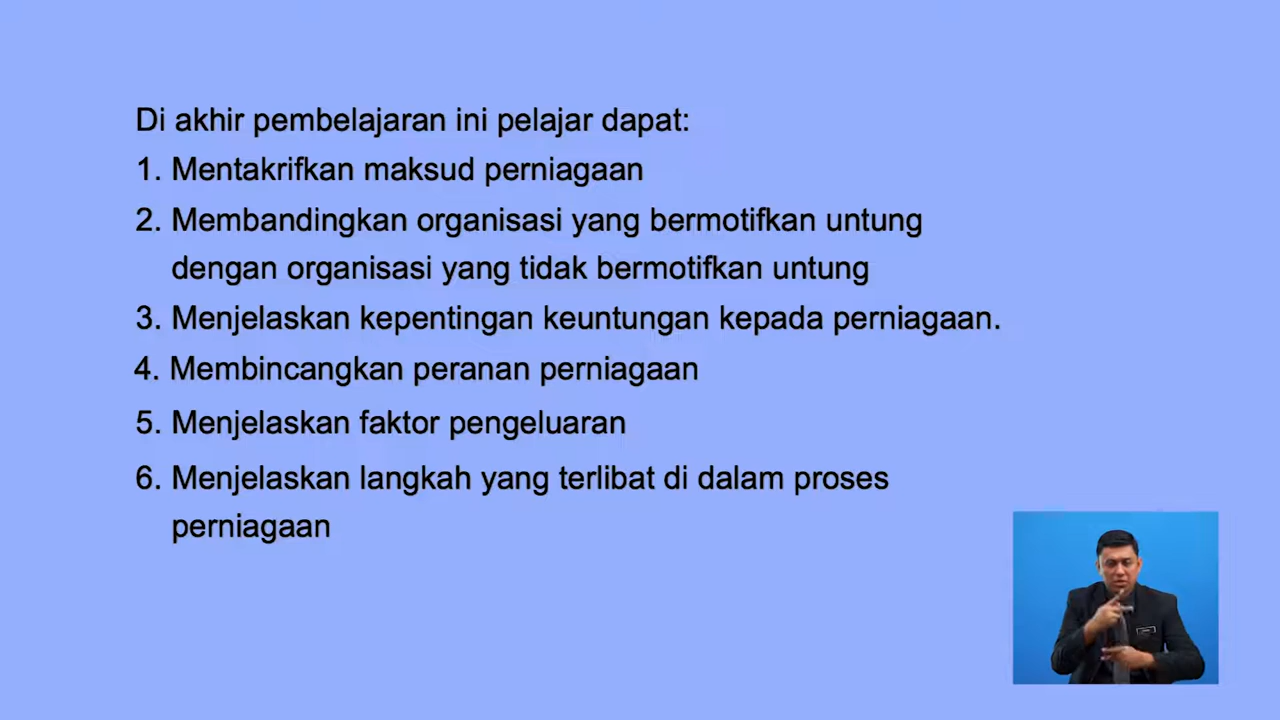 Di akhir pembelajaran ini pelajar dapat:
1. Mentakrifkan maksud perniagaan
2. Membandingkan organisasi yang bermotifkan untung
dengan organisasi yang tidak bermotifkan untung
3. Menjelaskan kepentingan keuntungan kepada perniagaan.
4. Membincangkan peranan perniagaan
5. Menjelaskan faktor pengeluaran
6. Menjelaskan langkah yang terlibat di dalam proses
perniagaan